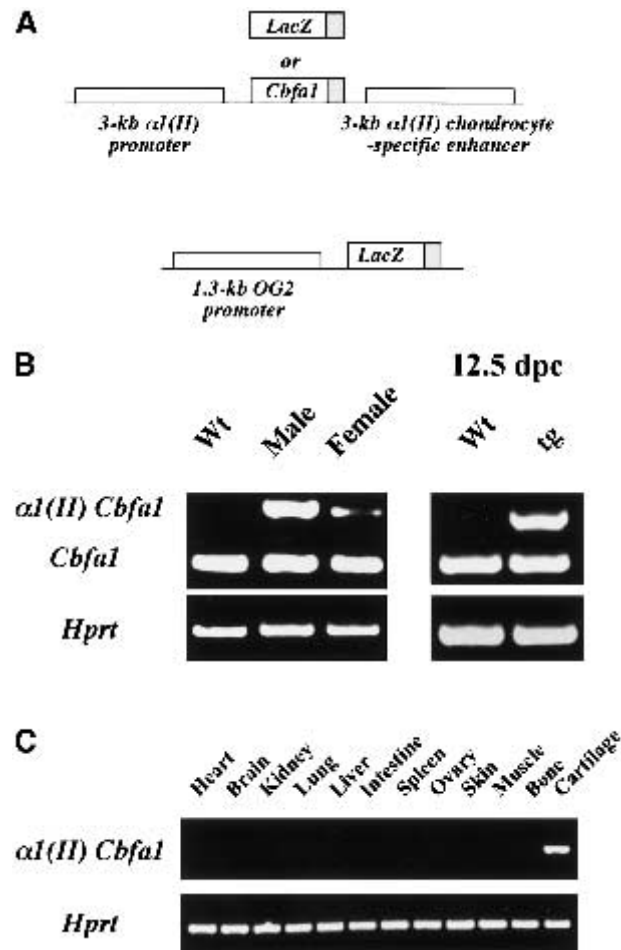 A
LacZ
or
Cbfa1
3-kb α1(II)
promoter
3-kb α1(II) chondrocyte
-specific enhancer
LacZ
1.3-kb OG2
promoter
B
12.5 dpc
Wt
Male
Female
Wt
tg
α1(II) Cbfa1
Cbfa1
Hprt
C
Heart
Brain
Kidney
Lung
Liver
Intestine
Spleen
Ovary
Skin
Muscle
Bone
Cartilage
α1(II) Cbfa1
Hprt